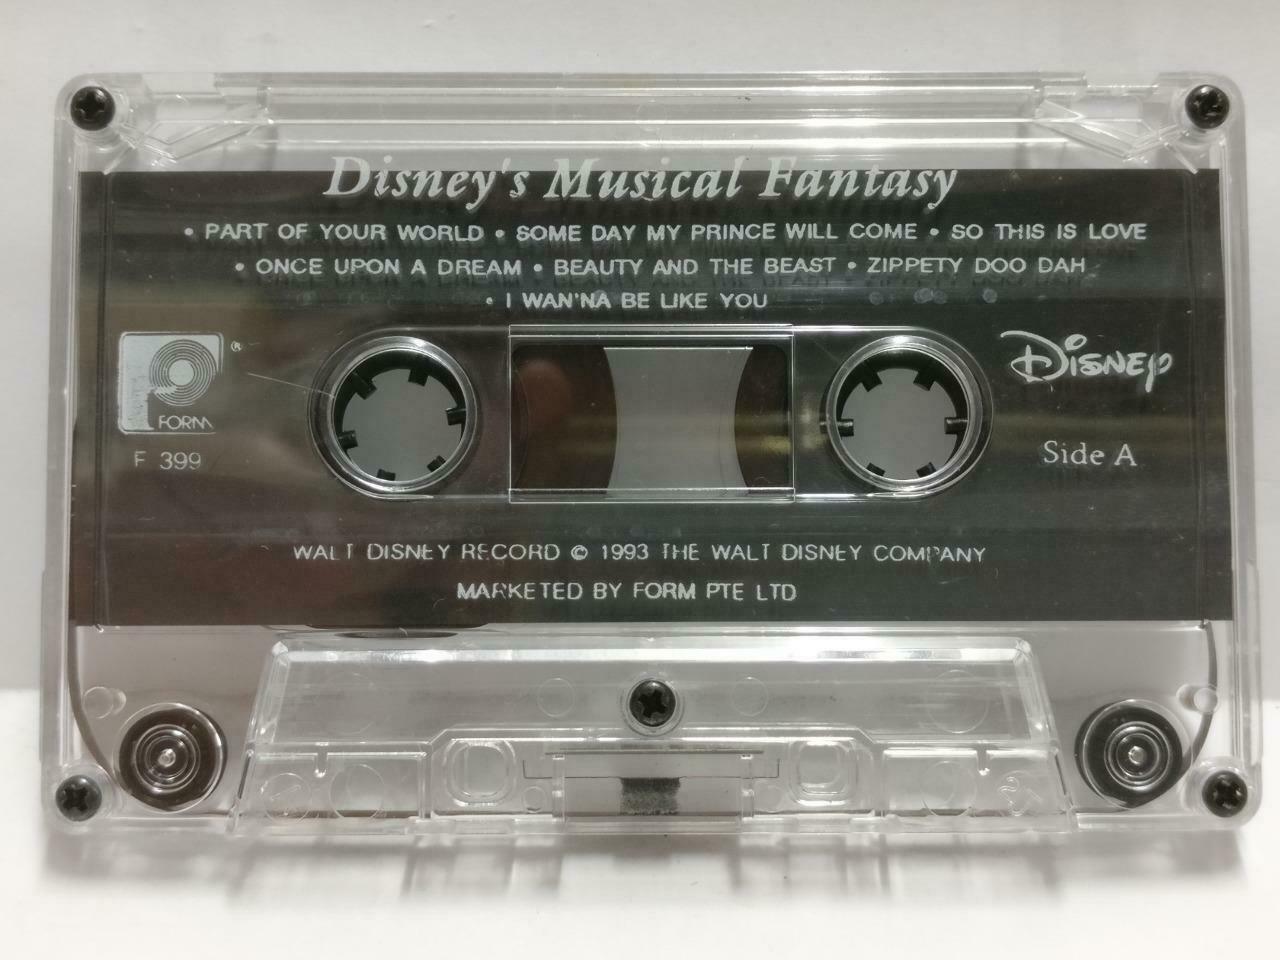 Disney's Musical Fantasy
• PART OF YOUR WORLD • SOME DAY MY PRINCE WILL COME • SO THIS IS LOVE
• ONCE UPON A DREAM • BEAUTY AND THE BEAST • ZIPPETY DOO DAH
• I WAN'NA BE LIKE YOU
®
FORM
F 399
DISNEY
Side A
WALT DISNEY RECORD © 1993 THE WALT DISNEY COMPANY
MARKETED BY FORM PTE LTD